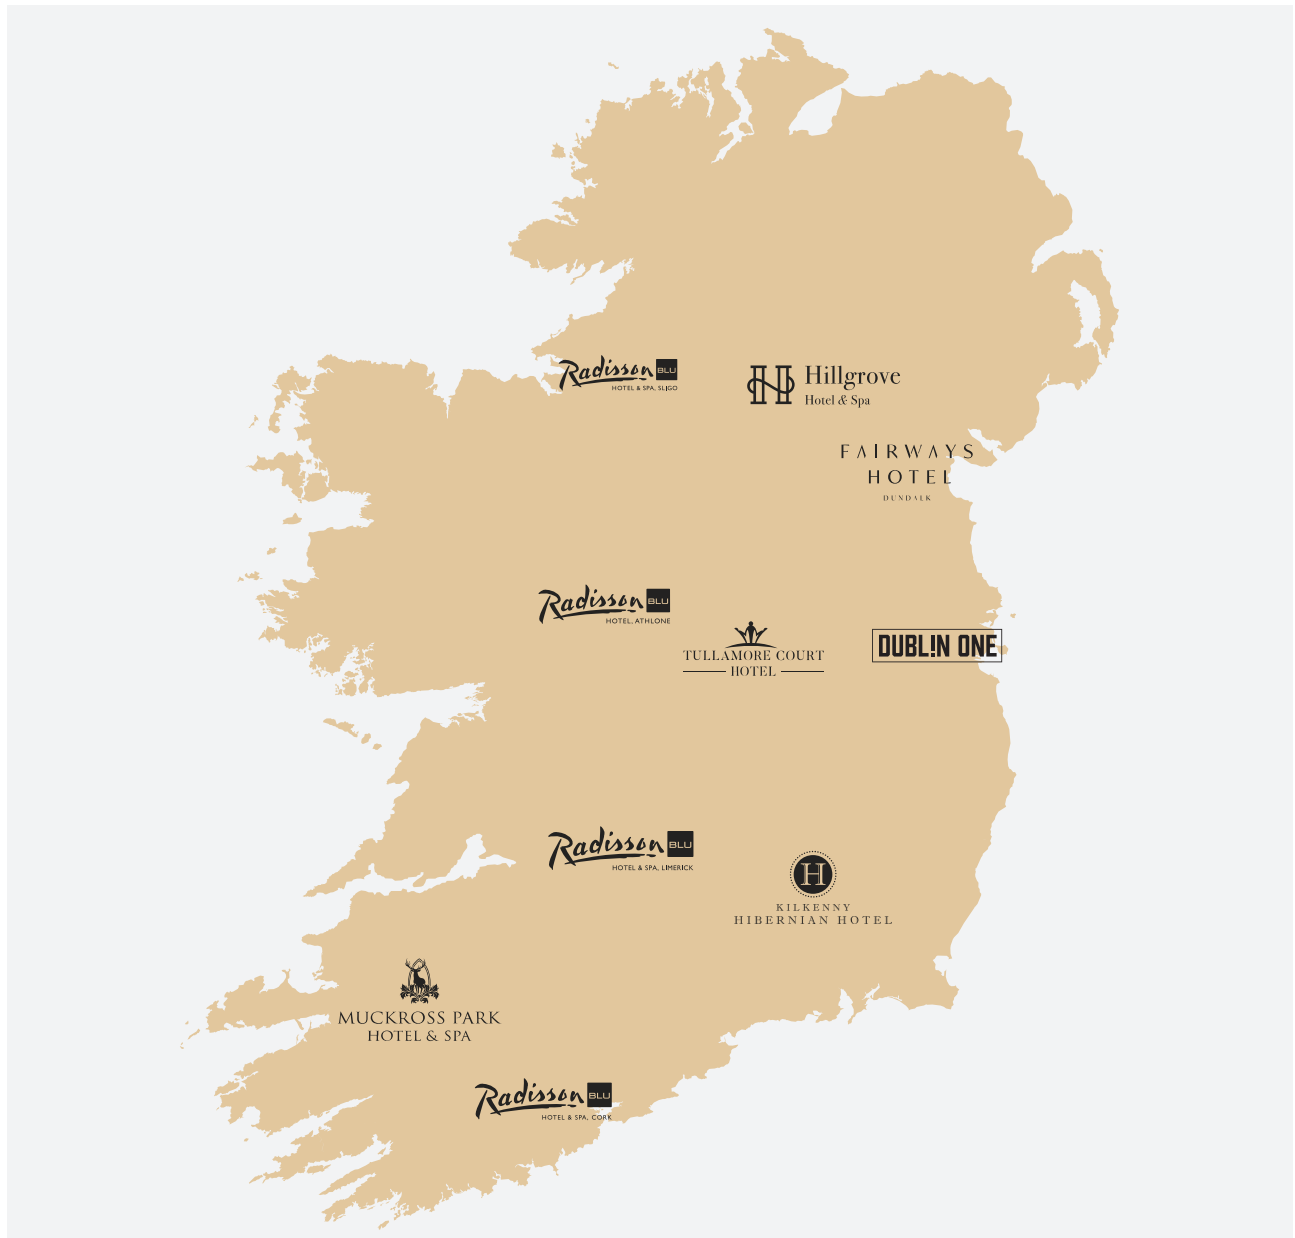 Radisson BLU
HOTEL & SPA, SLIGO
H
Hillgrove
Hotel & Spa
FAIRWAYS
HOTEL
DUNDALK
Radisson BLU
HOTEL, ATHLONE
TULLAMORE COURT
HOTEL
DUBL!N ONE
Radisson BLU
HOTEL & SPA, LIMERICK
H
KILKENNY
HIBERNIAN HOTEL
MUCKROSS PARK
HOTEL & SPA
Radisson BLU
HOTEL & SPA, CORK